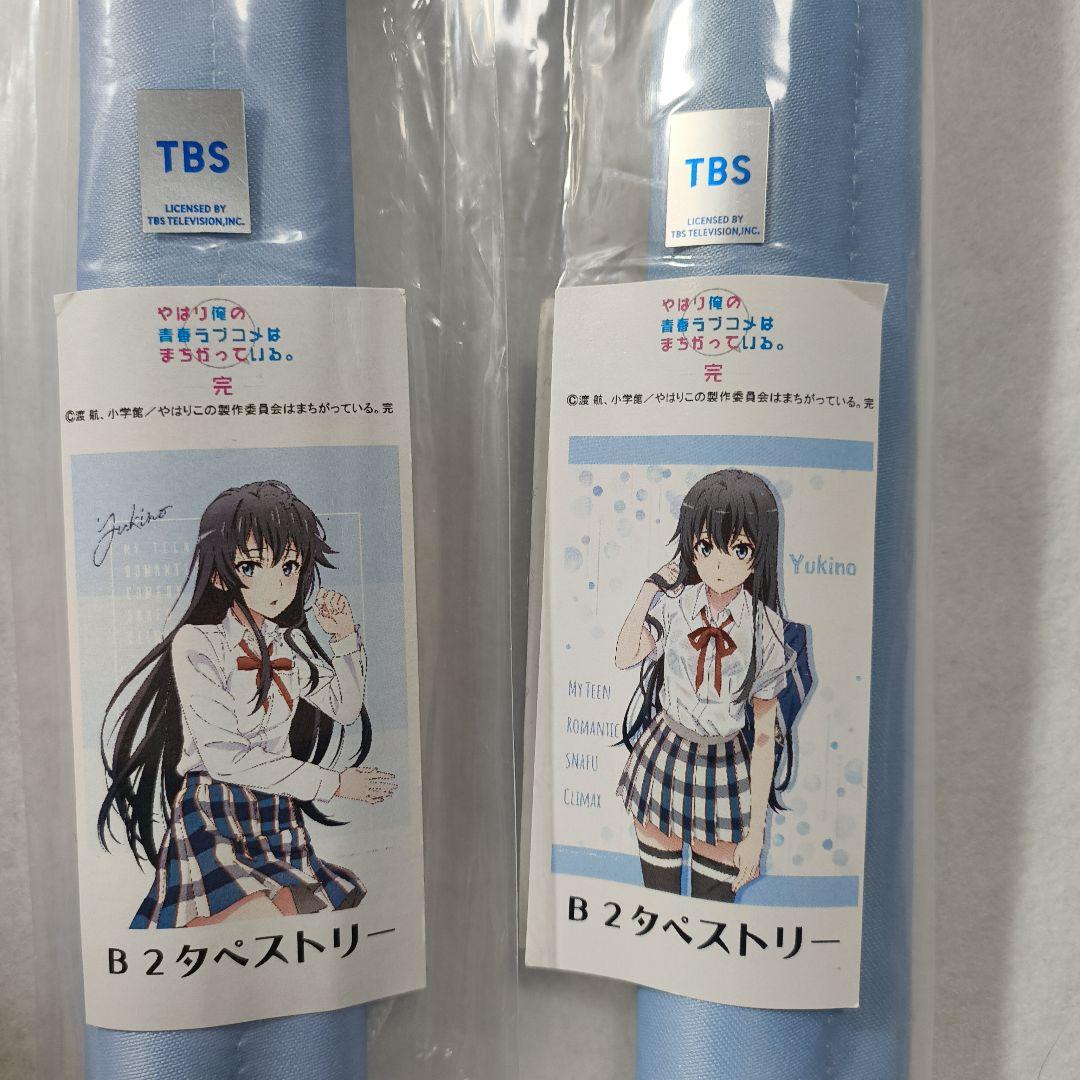 TBS
LICENSED BY
TBS TELEVISION,INC.
やはり俺の
青春ラブコメは
まちがっている。
完
©渡 航、小学館／やはりこの製作委員会はまちがっている。完
Yukino
MY TEEN
ROMANTI
COMEDY
B2タペストリー
TBS
LICENSED BY
TBS TELEVISION,INC.
やはり俺の
青春ラブコメは
まちがっている。
完
©渡 航、小学館／やはりこの製作委員会はまちがっている。完
Yukino
MY TEEN
ROMANTIC
SNAFU
CLIMAX
B2タペストリー